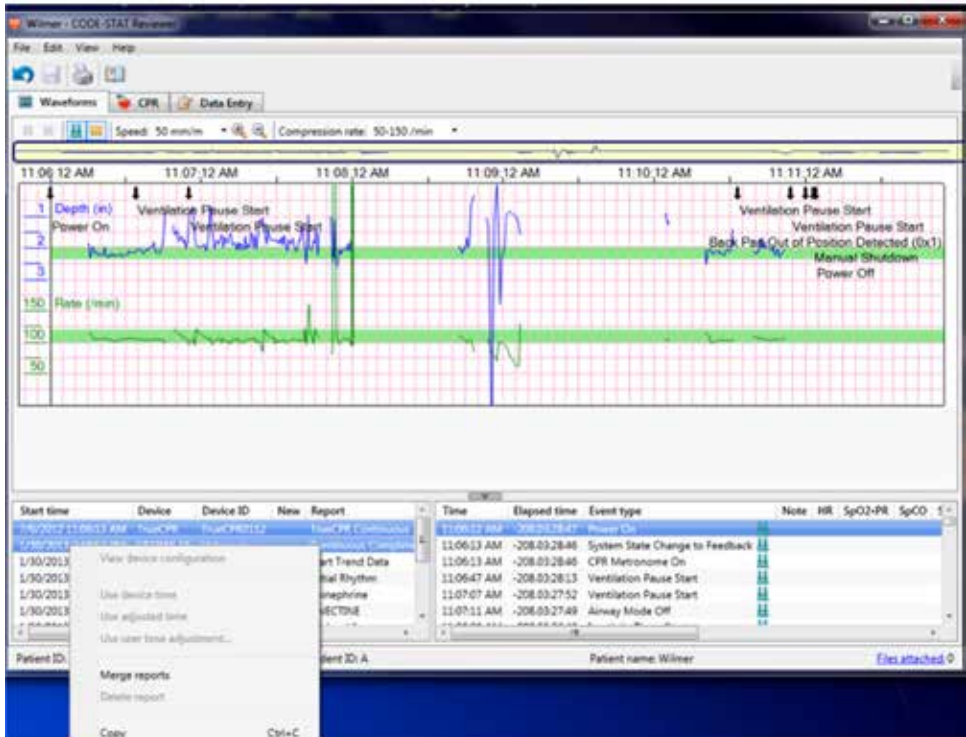 Wilmer - CODE-STAT Reviewer
File Edit View Help
Waveforms CPR Data Entry
Speed: 50 mm/m Compression rate: 50-150 /min
11:06:12 AM 11:07:12 AM 11:08:12 AM 11:09:12 AM 11:10:12 AM 11:11:12 AM
1 Depth (in) Ventilation Pause Start Ventilation Pause Start
Power On Ventilation Pause Start Ventilation Pause Start
2 Back Pad Out of Position Detected (0x1)
Manual Shutdown
3 Power Off
150 Rate (/min)
100
50
Start time Device Device ID New Report
7/9/2012 11:06:13 AM TrueCPR TrueCPR0152 TrueCPR Continuous
1/30/2013
1/30/2013 Trend Data
1/30/2013 Rhythm
1/30/2013
1/30/2013
Time Elapsed time Event type Note HR SpO2-PR SpCO
11:06:12 AM -208.03:28:47 Power On
11:06:13 AM -208.03:28:46 System State Change to Feedback
11:06:13 AM -208.03:28:46 CPR Metronome On
11:06:47 AM -208.03:28:13 Ventilation Pause Start
11:07:07 AM -208.03:27:52 Ventilation Pause Start
11:07:11 AM -208.03:27:49 Airway Mode Off
View device configuration
Use device time
Use adjusted time
Use user time adjustment...
Merge reports
Delete report
Copy Ctrl+C
Patient ID: ID: A Patient name: Wilmer Files attached: 0